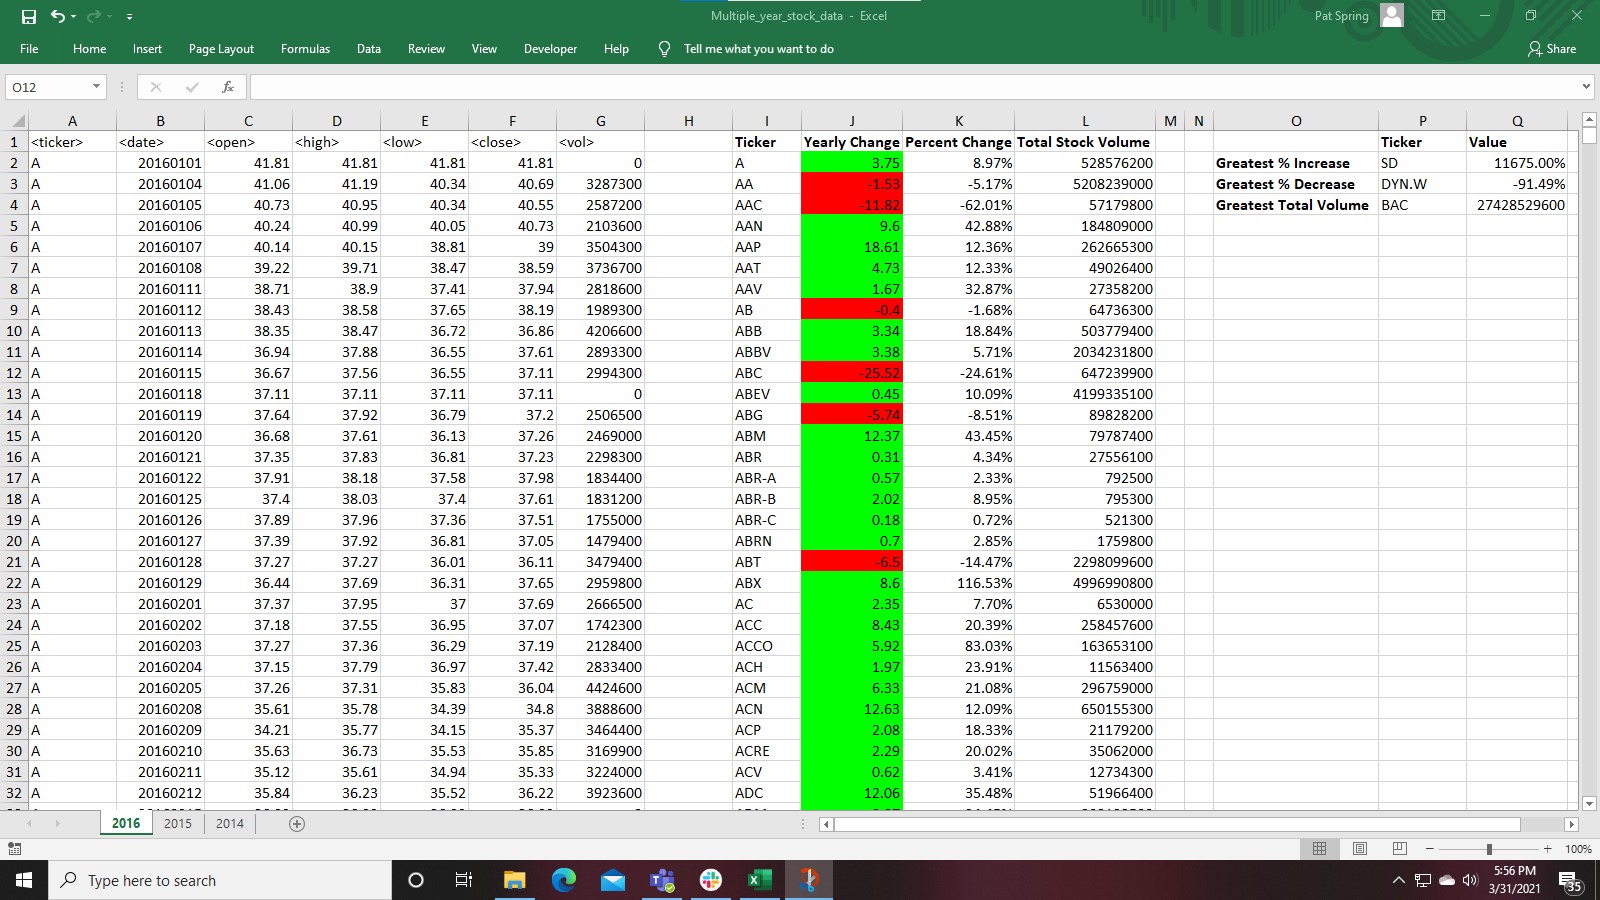 Multiple_year_stock_data - Excel
Pat Spring
File Home Insert Page Layout Formulas Data Review View Developer Help Tell me what you want to do Share
O12 fx
A B C D E F G H I J K L M N O P Q
1 <ticker> <date> <open> <high> <low> <close> <vol> Ticker Yearly Change Percent Change Total Stock Volume Ticker Value
2 A 20160101 41.81 41.81 41.81 41.81 0 A 3.75 8.97% 528576200 Greatest % Increase SD 11675.00%
3 A 20160104 41.06 41.19 40.34 40.69 3287300 AA -1.53 -5.17% 5208239000 Greatest % Decrease DYN.W -91.49%
4 A 20160105 40.73 40.95 40.34 40.55 2587200 AAC -11.82 -62.01% 57179800 Greatest Total Volume BAC 27428529600
5 A 20160106 40.24 40.99 40.05 40.73 2103600 AAN 9.6 42.88% 184809000
6 A 20160107 40.14 40.15 38.81 39 3504300 AAP 18.61 12.36% 262665300
7 A 20160108 39.22 39.71 38.47 38.59 3736700 AAT 4.73 12.33% 49026400
8 A 20160111 38.71 38.9 37.41 37.94 2818600 AAV 1.67 32.87% 27358200
9 A 20160112 38.43 38.58 37.65 38.19 1989300 AB -0.4 -1.68% 64736300
10 A 20160113 38.35 38.47 36.72 36.86 4206600 ABB 3.34 18.84% 503779400
11 A 20160114 36.94 37.88 36.55 37.61 2893300 ABBV 3.38 5.71% 2034231800
12 A 20160115 36.67 37.56 36.55 37.11 2994300 ABC -25.52 -24.61% 647239900
13 A 20160118 37.11 37.11 37.11 37.11 0 ABEV 0.45 10.09% 4199335100
14 A 20160119 37.64 37.92 36.79 37.2 2506500 ABG -5.74 -8.51% 89828200
15 A 20160120 36.68 37.61 36.13 37.26 2469000 ABM 12.37 43.45% 79787400
16 A 20160121 37.35 37.83 36.81 37.23 2298300 ABR 0.31 4.34% 27556100
17 A 20160122 37.91 38.18 37.58 37.98 1834400 ABR-A 0.57 2.33% 792500
18 A 20160125 37.4 38.03 37.4 37.61 1831200 ABR-B 2.02 8.95% 795300
19 A 20160126 37.89 37.96 37.36 37.51 1755000 ABR-C 0.18 0.72% 521300
20 A 20160127 37.39 37.92 36.81 37.05 1479400 ABRN 0.7 2.85% 1759800
21 A 20160128 37.27 37.27 36.01 36.11 3479400 ABT -6.5 -14.47% 2298099600
22 A 20160129 36.44 37.69 36.31 37.65 2959800 ABX 8.6 116.53% 4996990800
23 A 20160201 37.37 37.95 37 37.69 2666500 AC 2.35 7.70% 6530000
24 A 20160202 37.18 37.55 36.95 37.07 1742300 ACC 8.43 20.39% 258457600
25 A 20160203 37.27 37.36 36.29 37.19 2128400 ACCO 5.92 83.03% 163653100
26 A 20160204 37.15 37.79 36.97 37.42 2833400 ACH 1.97 23.91% 11563400
27 A 20160205 37.26 37.31 35.83 36.04 4424600 ACM 6.33 21.08% 296759000
28 A 20160208 35.61 35.78 34.39 34.8 3888600 ACN 12.63 12.09% 650155300
29 A 20160209 34.21 35.77 34.15 35.37 3464400 ACP 2.08 18.33% 21179200
30 A 20160210 35.63 36.73 35.53 35.85 3169900 ACRE 2.29 20.02% 35062000
31 A 20160211 35.12 35.61 34.94 35.33 3224000 ACV 0.62 3.41% 12734300
32 A 20160212 35.84 36.23 35.52 36.22 3923600 ADC 12.06 35.48% 51966400
2016 2015 2014
100%
Type here to search
5:56 PM
3/31/2021
35